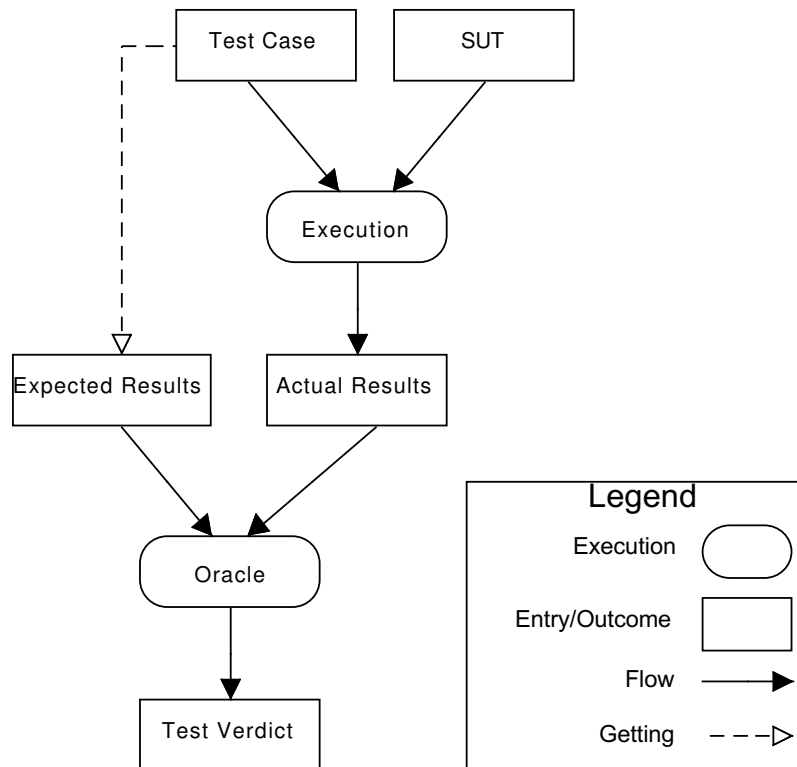 Test Case
SUT
Execution
Expected Results
Actual Results
Oracle
Test Verdict
Legend
Execution
Entry/Outcome
Flow
Getting